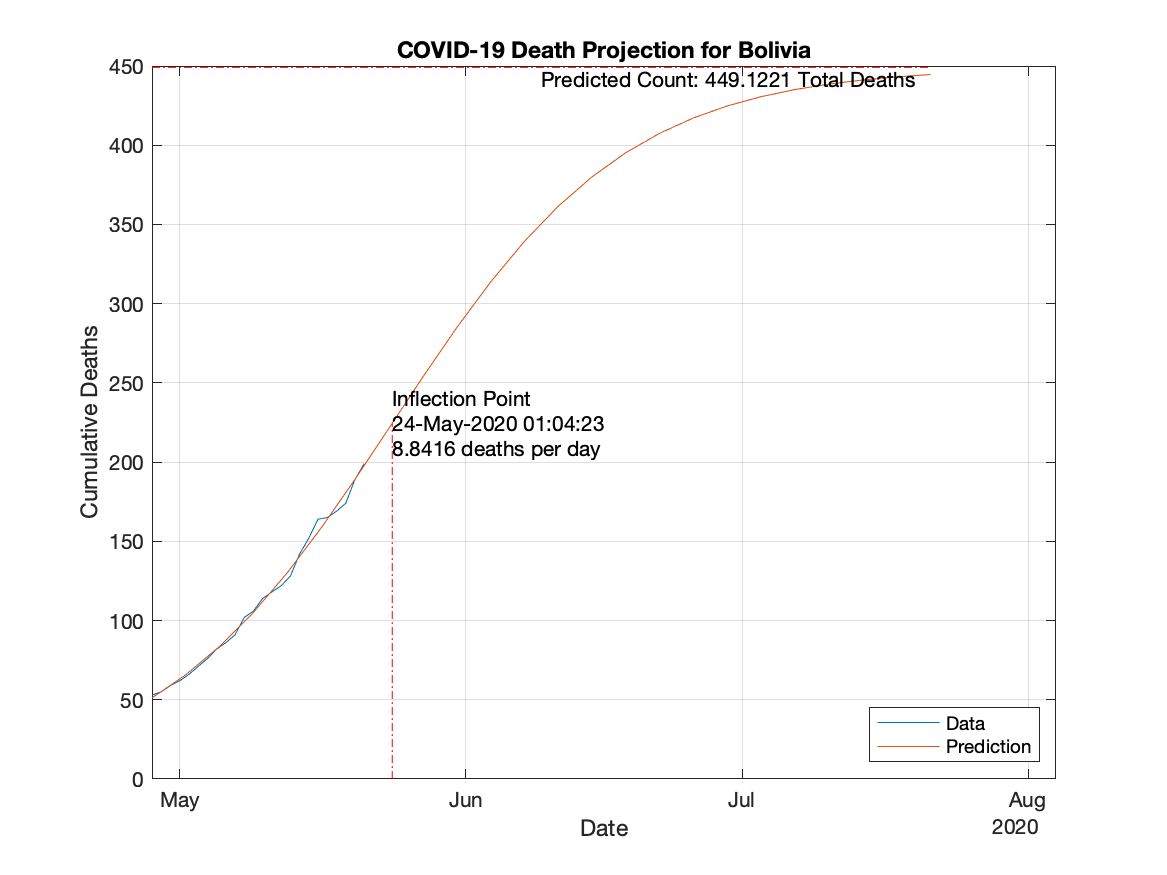 COVID-19 Death Projection for Bolivia
Predicted Count: 449.1221 Total Deaths
450
400
350
300
250
200
150
100
50
0
Cumulative Deaths
Inflection Point
24-May-2020 01:04:23
8.8416 deaths per day
Data
Prediction
May Jun Jul Aug
Date
2020